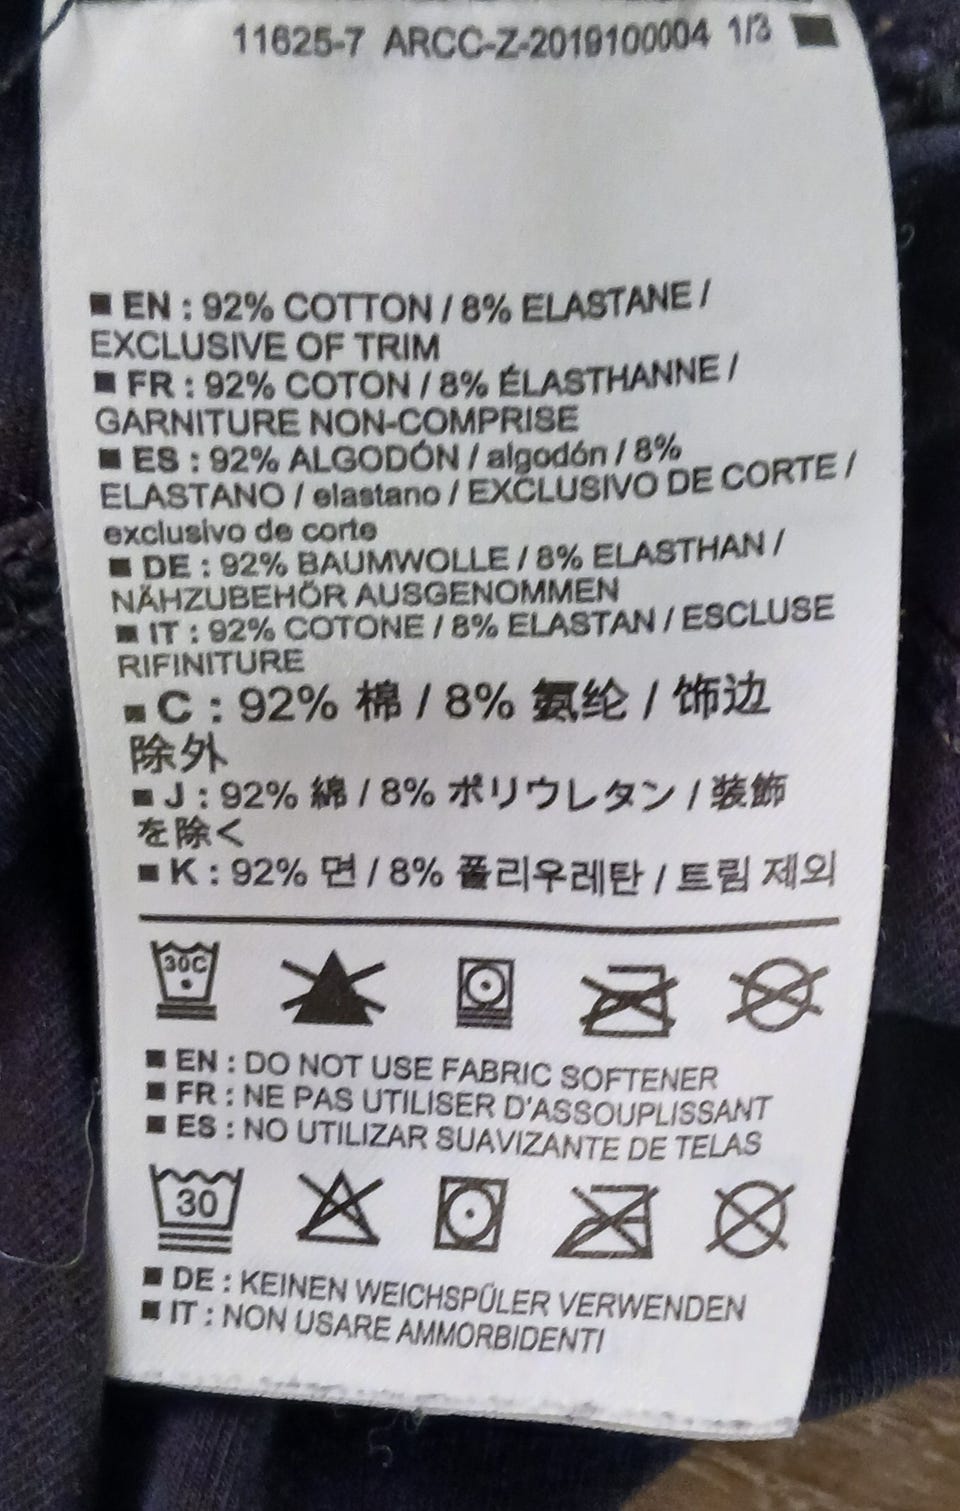 11625-7 ARCC-Z-2019100004 1/3
EN : 92% COTTON / 8% ELASTANE /
EXCLUSIVE OF TRIM
FR : 92% COTON / 8% ÉLASTHANNE /
GARNITURE NON-COMPRISE
ES : 92% ALGODÓN / algodón / 8%
ELASTANO / elastano / EXCLUSIVO DE CORTE /
exclusivo de corte
DE : 92% BAUMWOLLE / 8% ELASTHAN /
NÄHZUBEHÖR AUSGENOMMEN
IT : 92% COTONE / 8% ELASTAN / ESCLUSE
RIFINITURE
C : 92% 棉 / 8% 氨纶 / 饰边
除外
J : 92% 綿 / 8% ポリウレタン / 装飾
を除く
K : 92% 면 / 8% 폴리우레탄 / 트림 제외
30C
EN : DO NOT USE FABRIC SOFTENER
FR : NE PAS UTILISER D'ASSOUPLISSANT
ES : NO UTILIZAR SUAVIZANTE DE TELAS
30
DE : KEINEN WEICHSPÜLER VERWENDEN
IT : NON USARE AMMORBIDENTI